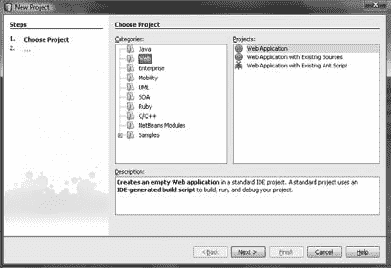 New Project
Steps
1. Choose Project
2. ...
Choose Project
Categories:
Java
Web
Enterprise
Mobility
UML
SOA
Ruby
C/C++
NetBeans Modules
Samples
Projects:
Web Application
Web Application with Existing Sources
Web Application with Existing Ant Script
Description:
Creates an empty Web application in a standard IDE project. A standard project uses an
IDE-generated build script to build, run, and debug your project.
< Back
Next >
Finish
Cancel
Help